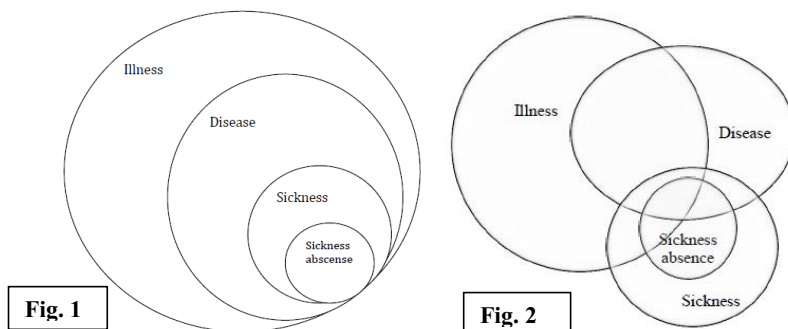 Illness
Disease
Sickness
Sickness
abscense
Fig. 1
Illness
Disease
Sickness
absence
Sickness
Fig. 2